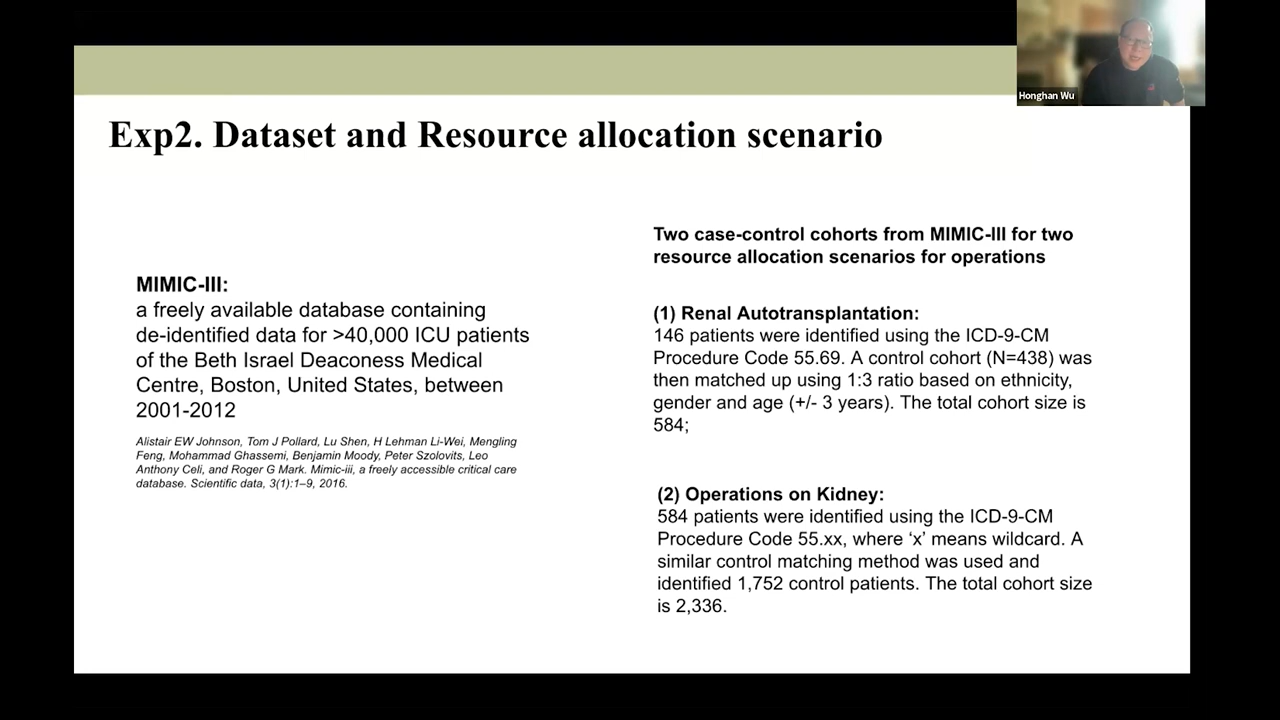 Honghan Wu
Exp2. Dataset and Resource allocation scenario
MIMIC-III:
a freely available database containing
de-identified data for >40,000 ICU patients
of the Beth Israel Deaconess Medical
Centre, Boston, United States, between
2001-2012
Alistair EW Johnson, Tom J Pollard, Lu Shen, H Lehman Li-Wei, Mengling
Feng, Mohammad Ghassemi, Benjamin Moody, Peter Szolovits, Leo
Anthony Celi, and Roger G Mark. Mimic-iii, a freely accessible critical care
database. Scientific data, 3(1):1–9, 2016.
Two case-control cohorts from MIMIC-III for two
resource allocation scenarios for operations
(1) Renal Autotransplantation:
146 patients were identified using the ICD-9-CM
Procedure Code 55.69. A control cohort (N=438) was
then matched up using 1:3 ratio based on ethnicity,
gender and age (+/- 3 years). The total cohort size is
584;
(2) Operations on Kidney:
584 patients were identified using the ICD-9-CM
Procedure Code 55.xx, where ‘x’ means wildcard. A
similar control matching method was used and
identified 1,752 control patients. The total cohort size
is 2,336.